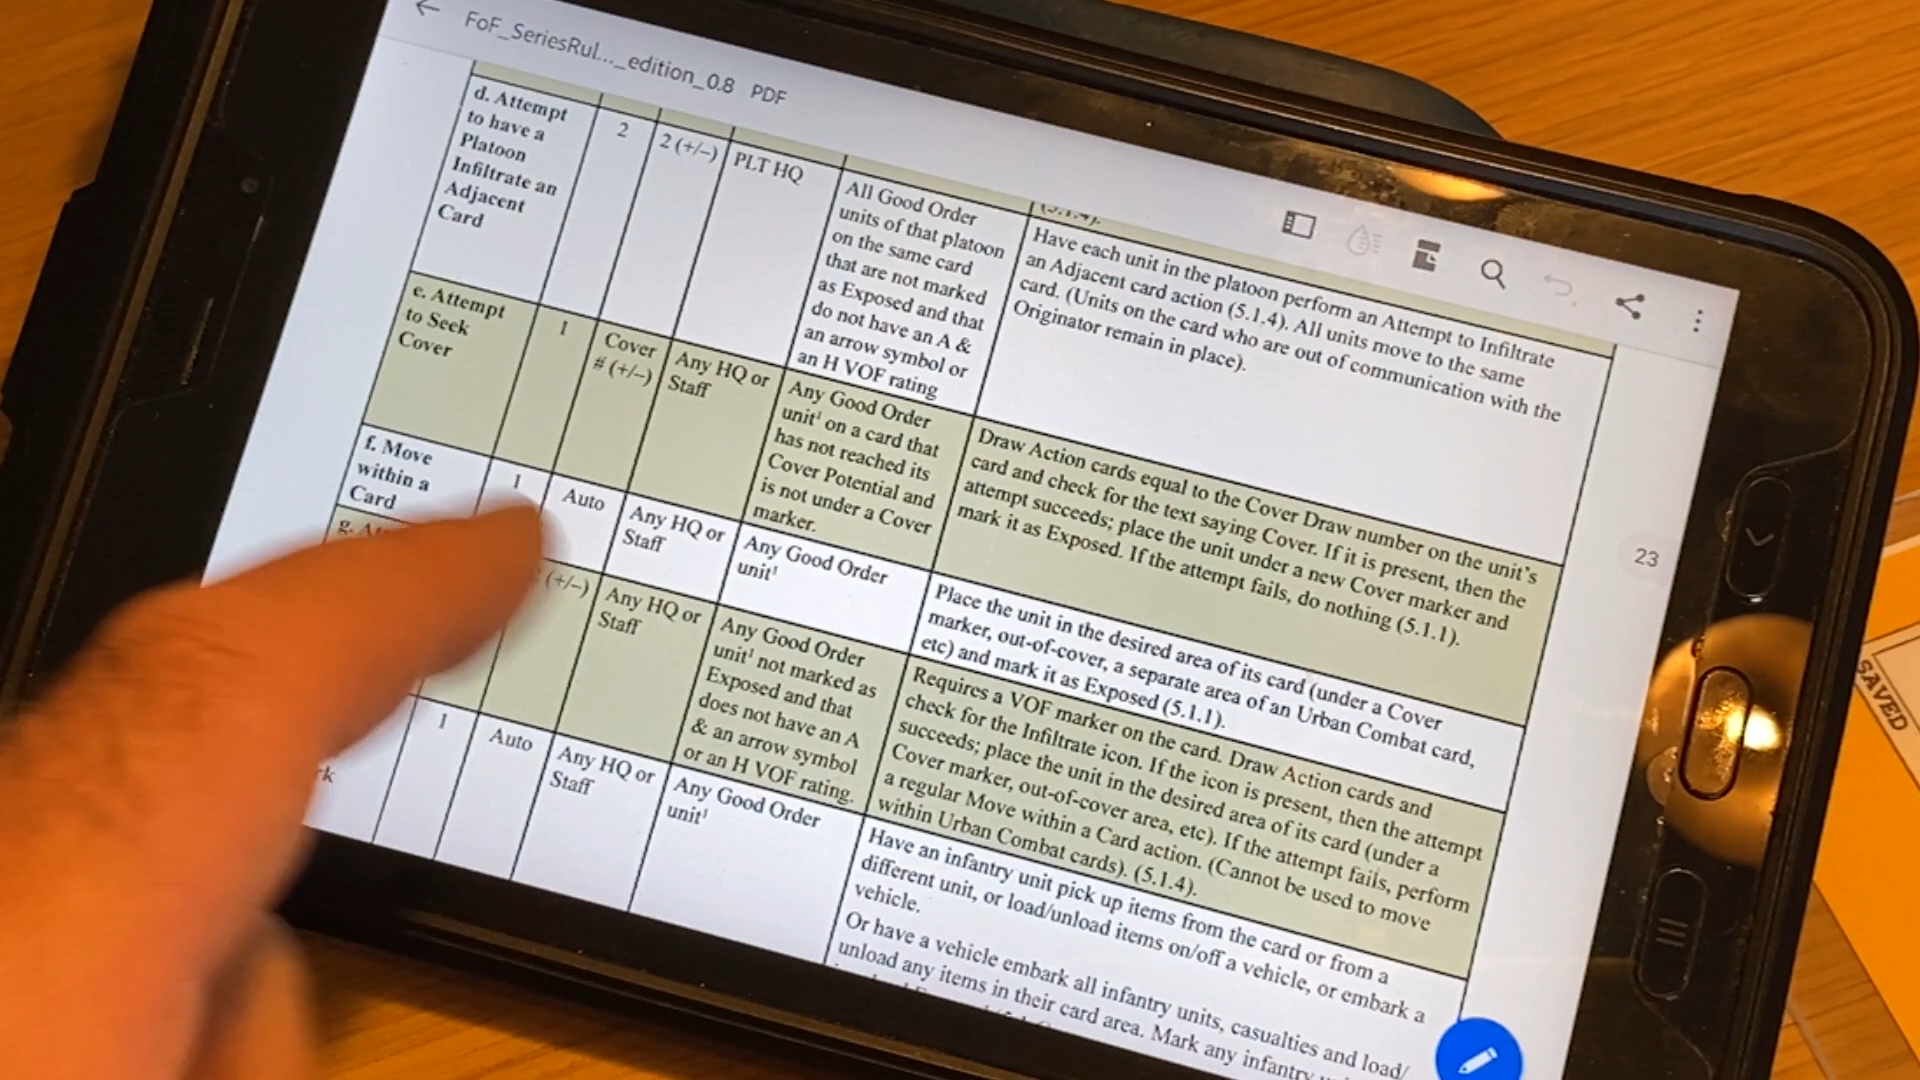 FoF_SeriesRul..._edition_0.8 PDF
d. Attempt
to have a
Platoon
Infiltrate an
Adjacent
Card
2
2 (+/–)
PLT HQ
All Good Order
units of that platoon
on the same card
that are not marked
as Exposed and that
do not have an A &
an arrow symbol or
an H VOF rating
(5.1.4).
Have each unit in the platoon perform an Attempt to Infiltrate
an Adjacent card action (5.1.4). All units move to the same
card. (Units on the card who are out of communication with the
Originator remain in place).
e. Attempt
to Seek
Cover
1
Cover
# (+/–)
Any HQ or
Staff
Any Good Order
unit¹ on a card that
has not reached its
Cover Potential and
is not under a Cover
marker.
Draw Action cards equal to the Cover Draw number on the unit's
card and check for the text saying Cover. If it is present, then the
attempt succeeds; place the unit under a new Cover marker and
mark it as Exposed. If the attempt fails, do nothing (5.1.1).
f. Move
within a
Card
1
Auto
Any HQ or
Staff
Any Good Order
unit¹
Place the unit in the desired area of its card (under a Cover
marker, out-of-cover, a separate area of an Urban Combat card,
etc) and mark it as Exposed (5.1.1).
g.
(+/–)
Any HQ or
Staff
Any Good Order
unit¹ not marked as
Exposed and that
does not have an A
& an arrow symbol
or an H VOF rating.
Requires a VOF marker on the card. Draw Action cards and
check for the Infiltrate icon. If the icon is present, then the attempt
succeeds; place the unit in the desired area of its card (under a
Cover marker, out-of-cover area, etc). If the attempt fails, perform
a regular Move within a Card action. (Cannot be used to move
within Urban Combat cards). (5.1.4).
rk
1
Auto
Any HQ or
Staff
Any Good Order
unit¹
Have an infantry unit pick up items from the card or from a
different unit, or load/unload items on/off a vehicle, or embark a
vehicle.
Or have a vehicle embark all infantry units, casualties and load/
unload any items in their card area. Mark any infantry
23
SAVED